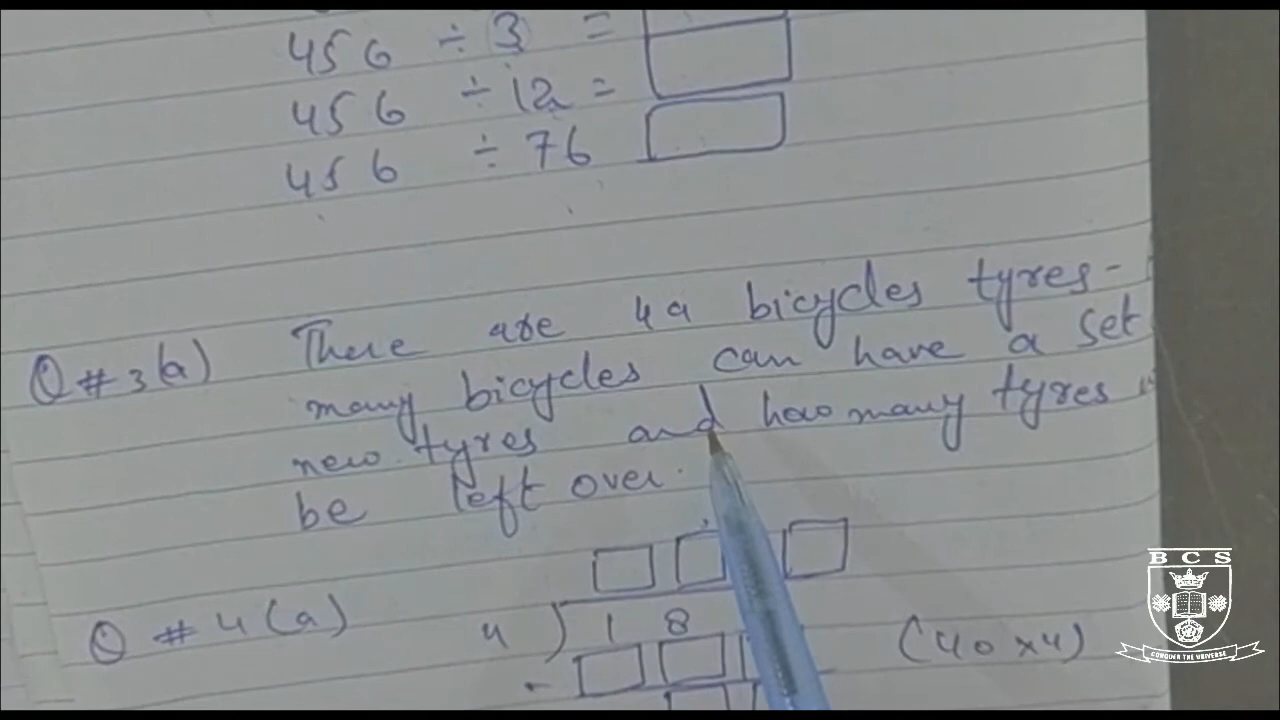 456 ÷ 3 =
456 ÷ 12 =
456 ÷ 76
Q # 3(a) There are 49 bicycles tyres-
many bicycles can have a set
new tyres and how many tyres
be left over.
Q # 4(a) 4 ) 1 8 (40 x 4)
-
BCS
CONQUER THE UNIVERSE